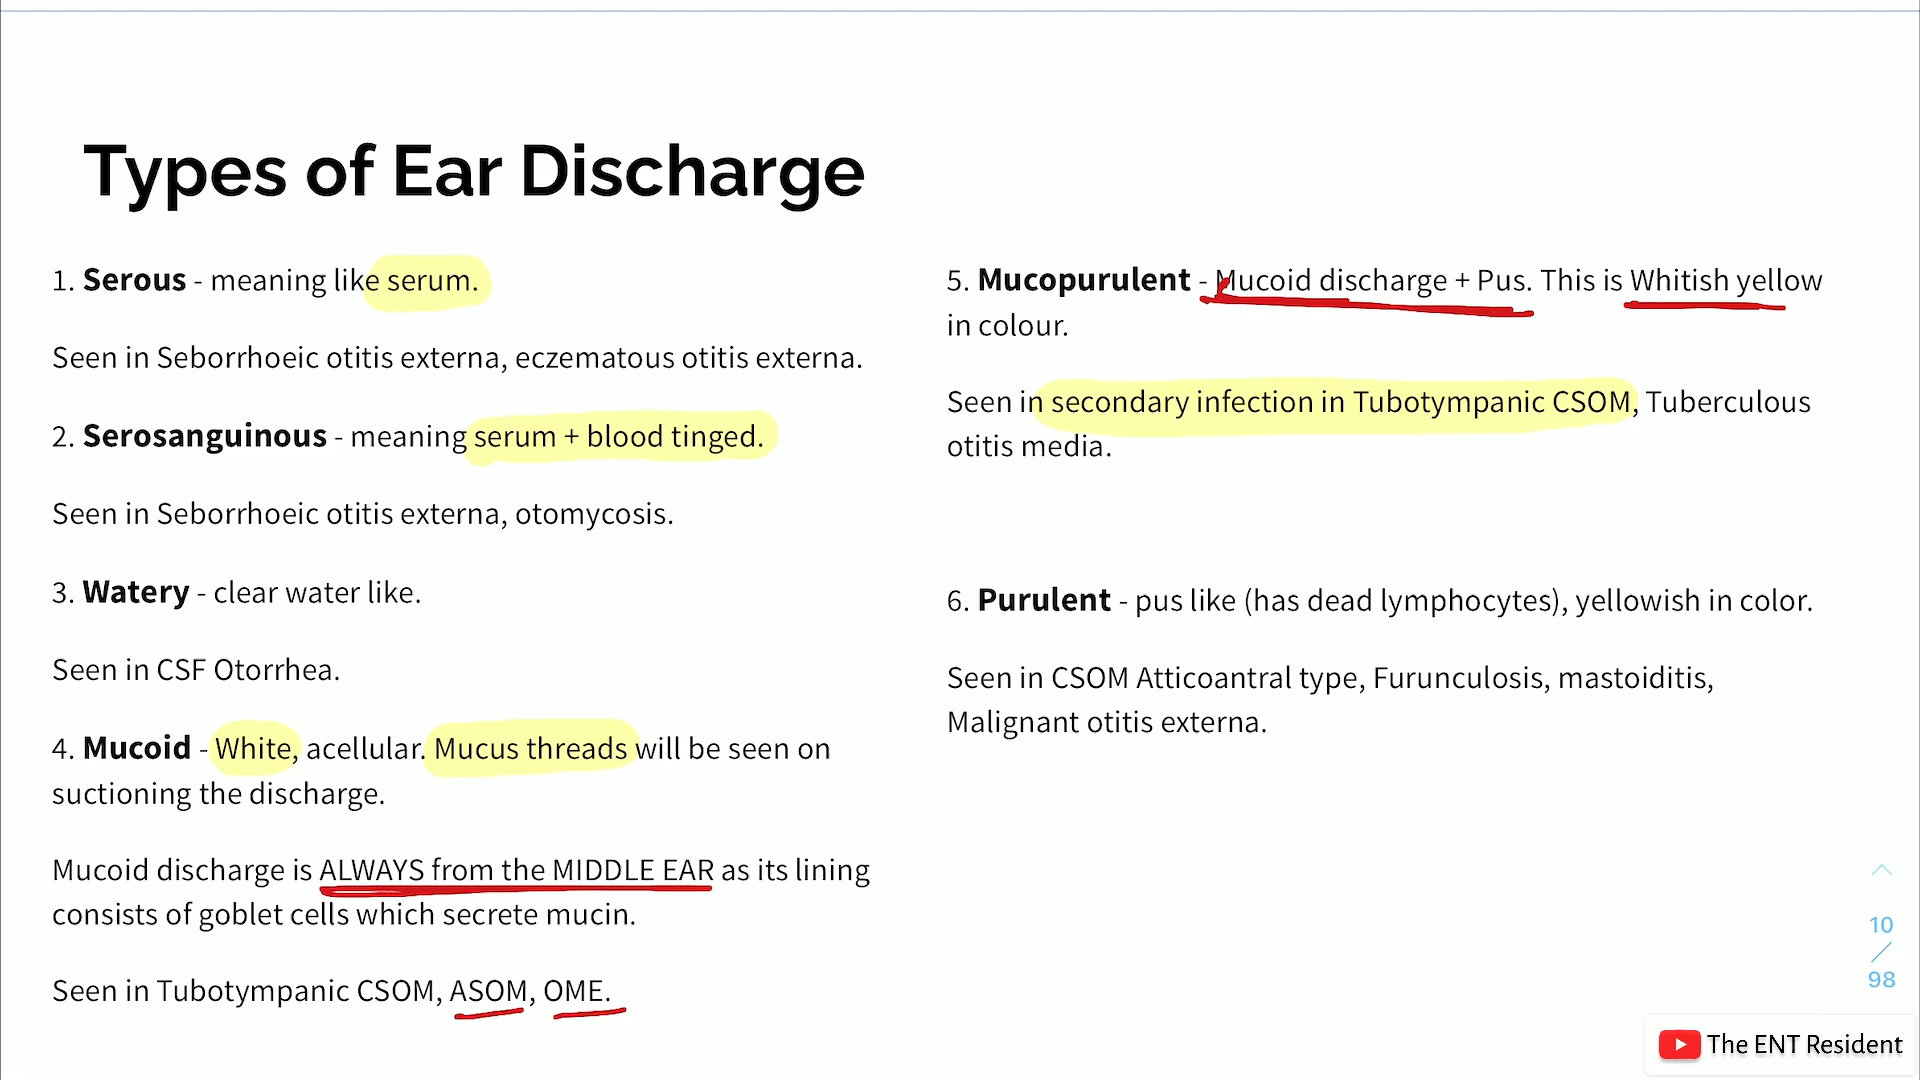 Types of Ear Discharge
1. Serous - meaning like serum.
Seen in Seborrhoeic otitis externa, eczematous otitis externa.
2. Serosanguinous - meaning serum + blood tinged.
Seen in Seborrhoeic otitis externa, otomycosis.
3. Watery - clear water like.
Seen in CSF Otorrhea.
4. Mucoid - White, acellular. Mucus threads will be seen on
suctioning the discharge.
Mucoid discharge is ALWAYS from the MIDDLE EAR as its lining
consists of goblet cells which secrete mucin.
Seen in Tubotympanic CSOM, ASOM, OME.
5. Mucopurulent - Mucoid discharge + Pus. This is Whitish yellow
in colour.
Seen in secondary infection in Tubotympanic CSOM, Tuberculous
otitis media.
6. Purulent - pus like (has dead lymphocytes), yellowish in color.
Seen in CSOM Atticoantral type, Furunculosis, mastoiditis,
Malignant otitis externa.
10
/
98
The ENT Resident